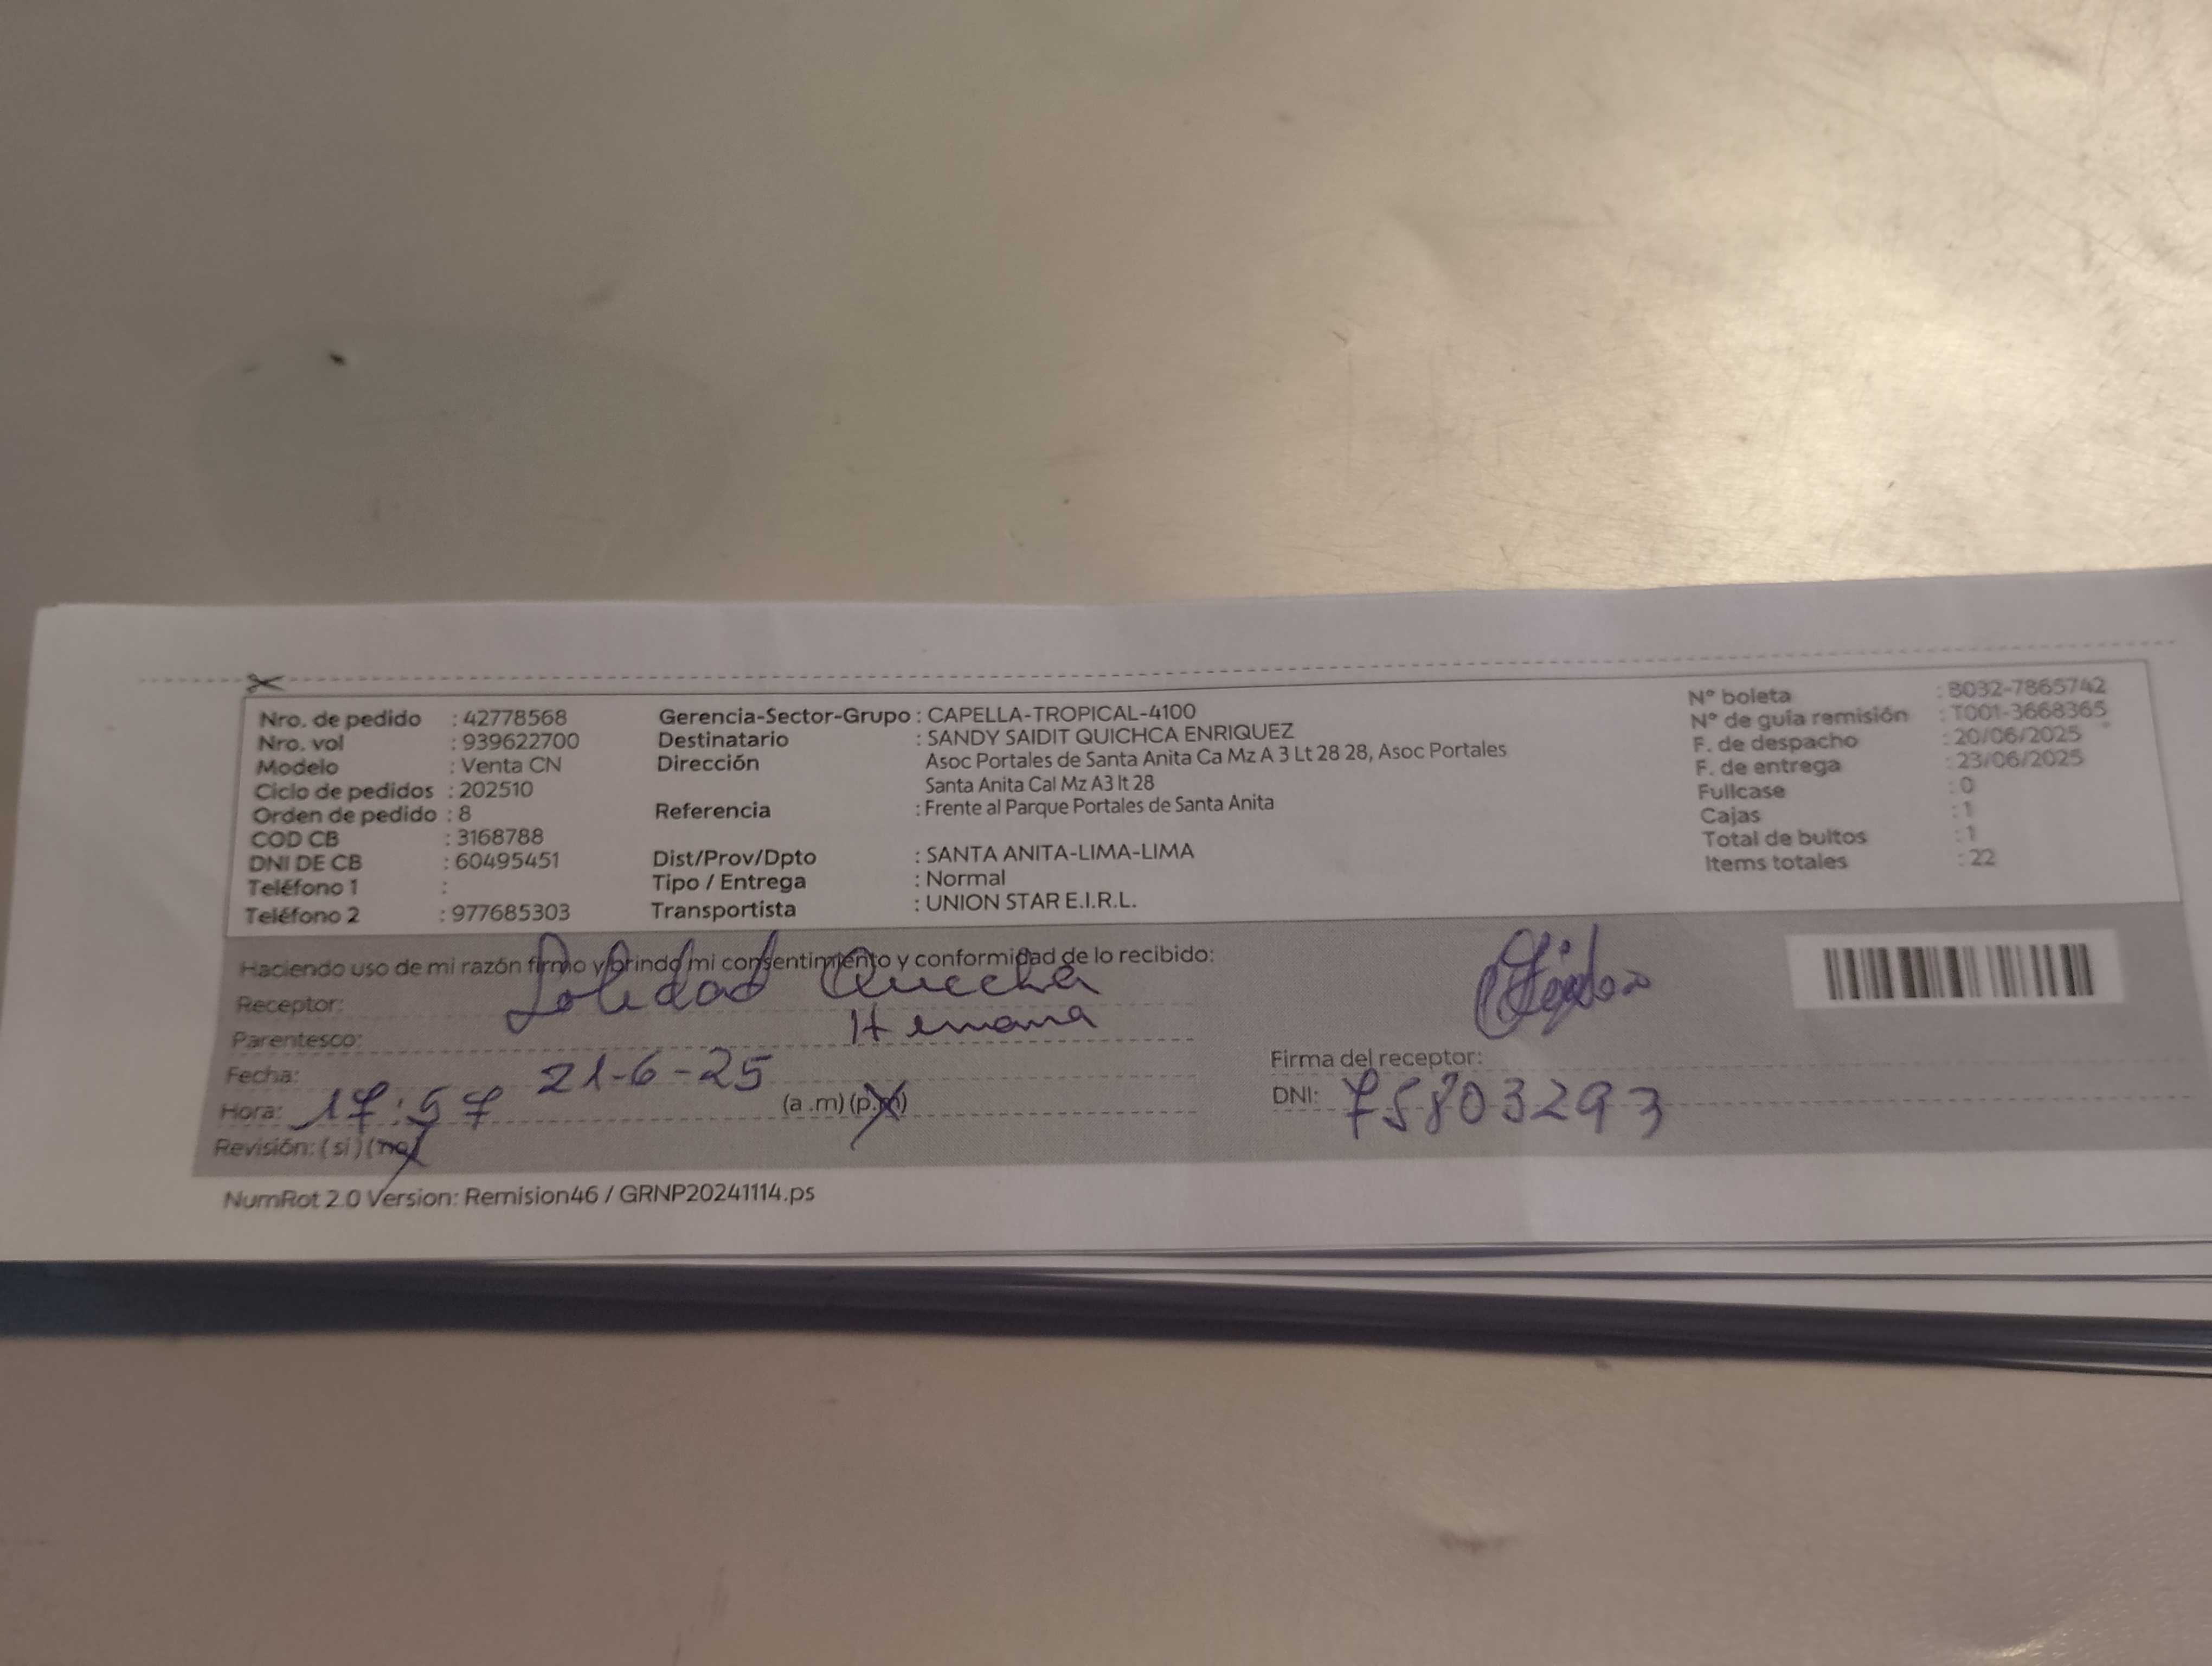 Nro. de pedido : 42778568 Gerencia-Sector-Grupo : CAPELLA-TROPICAL-4100 N° boleta : B032-7865742
Nro. vol : 939622700 Destinatario : SANDY SAIDIT QUICHCA ENRIQUEZ N° de guía remisión : T001-3668365
Modelo : Venta CN Dirección Asoc Portales de Santa Anita Ca Mz A 3 Lt 28 28, Asoc Portales F. de despacho : 20/06/2025
Ciclo de pedidos : 202510 Santa Anita Cal Mz A3 lt 28 F. de entrega : 23/06/2025
Orden de pedido : 8 Referencia : Frente al Parque Portales de Santa Anita Fullcase : 0
COD CB : 3168788 Cajas : 1
DNI DE CB : 60495451 Dist/Prov/Dpto : SANTA ANITA-LIMA-LIMA Total de bultos : 1
Teléfono 1 : Tipo / Entrega : Normal Items totales : 22
Teléfono 2 : 977685303 Transportista : UNION STAR E.I.R.L.
Haciendo uso de mi razón firmo y brindo mi consentimiento y conformidad de lo recibido:
Receptor: Soledad
Parentesco: Hemana
Fecha: 21-6-25 Firma del receptor:
Hora: 17:57 (a .m) (p.m) DNI: 75803293
Revisión: ( si ) (no)
NumRot 2.0 Version: Remision46 / GRNP20241114.ps